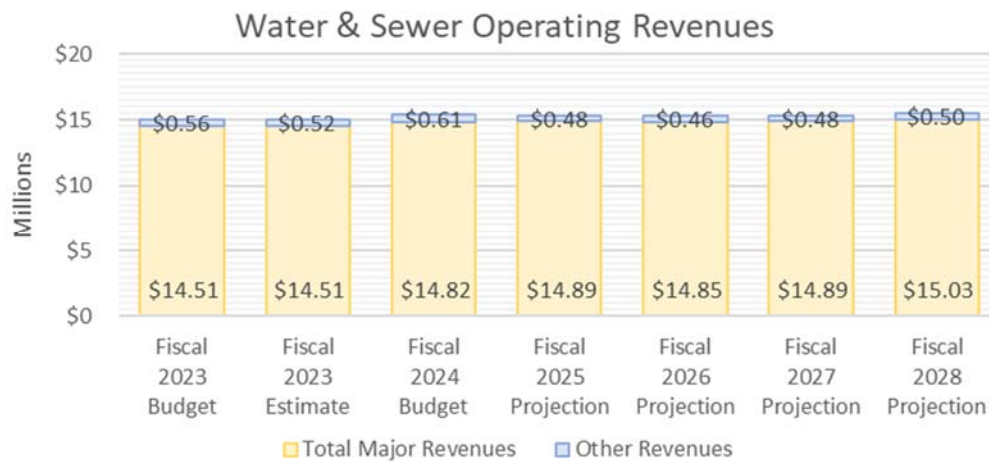 Water & Sewer Operating Revenues
Millions
$20
$15
$10
$5
$0
$0.56 $0.52 $0.61 $0.48 $0.46 $0.48 $0.50
$14.51 $14.51 $14.82 $14.89 $14.85 $14.89 $15.03
Fiscal 2023 Budget
Fiscal 2023 Estimate
Fiscal 2024 Budget
Fiscal 2025 Projection
Fiscal 2026 Projection
Fiscal 2027 Projection
Fiscal 2028 Projection
Total Major Revenues Other Revenues